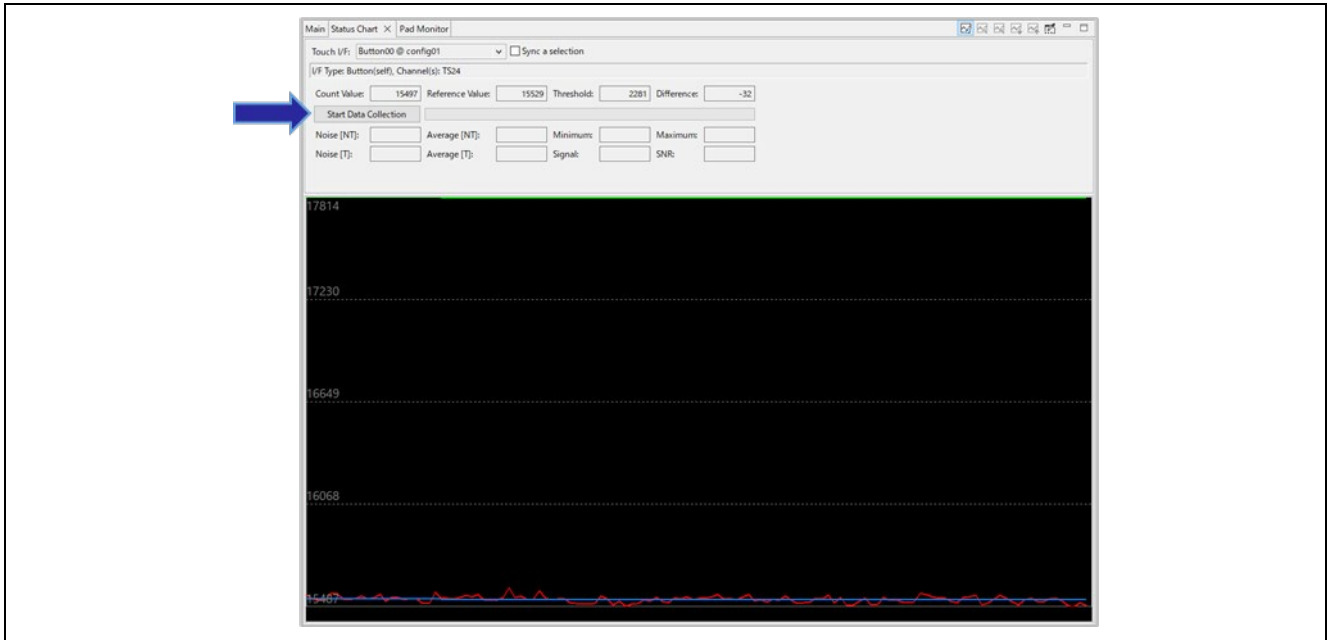 Main Status Chart × Pad Monitor
Touch I/F: Button00 @ config01 Sync a selection
I/F Type: Button(self), Channel(s): TS24
Count Value: 15497 Reference Value: 15529 Threshold: 2281 Difference: -32
Start Data Collection
Noise [NT]: Average [NT]: Minimum: Maximum:
Noise [T]: Average [T]: Signal: SNR:
17814
17230
16649
16068
15487